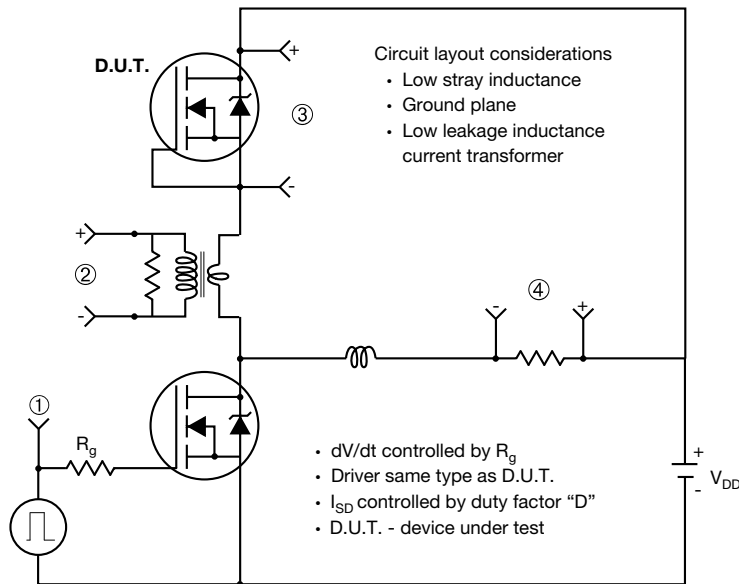 D.U.T.
+
Circuit layout considerations
• Low stray inductance
• Ground plane
• Low leakage inductance
current transformer
③
-
+
②
-
-
④
+
①
R_g
• dV/dt controlled by R_g
• Driver same type as D.U.T.
• I_SD controlled by duty factor “D”
• D.U.T. - device under test
+
V_DD
-